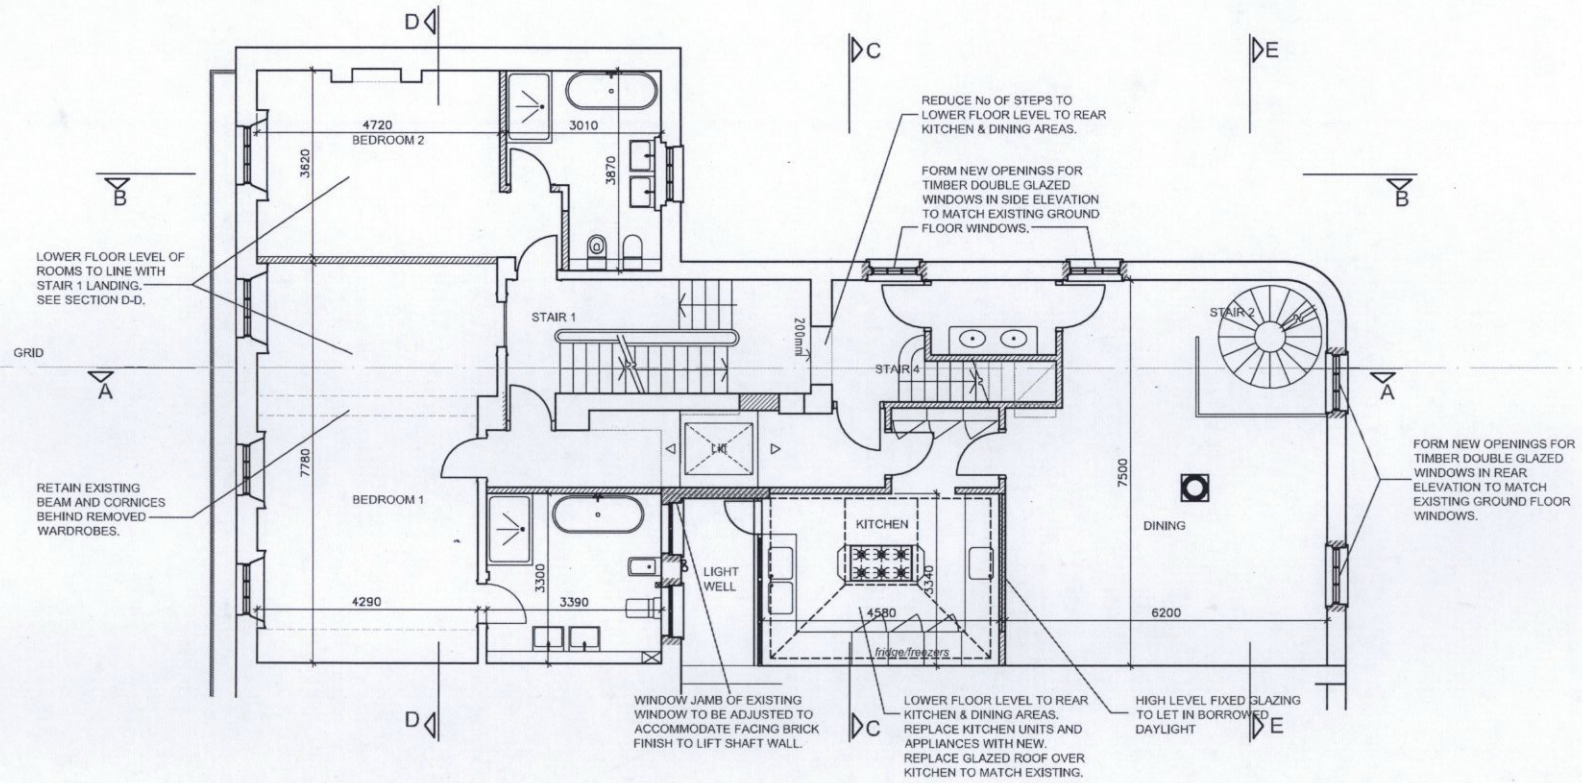 D
C
E
REDUCE No OF STEPS TO
LOWER FLOOR LEVEL TO REAR
KITCHEN & DINING AREAS.
4720
BEDROOM 2
3010
3620
3870
B
B
FORM NEW OPENINGS FOR
TIMBER DOUBLE GLAZED
WINDOWS IN SIDE ELEVATION
TO MATCH EXISTING GROUND
FLOOR WINDOWS.
LOWER FLOOR LEVEL OF
ROOMS TO LINE WITH
STAIR 1 LANDING.
SEE SECTION D-D.
STAIR 1
200mm
STAIR 2
GRID
STAIR 4
A
A
7780
7500
Lift
RETAIN EXISTING
BEAM AND CORNICES
BEHIND REMOVED
WARDROBES.
BEDROOM 1
FORM NEW OPENINGS FOR
TIMBER DOUBLE GLAZED
WINDOWS IN REAR
ELEVATION TO MATCH
EXISTING GROUND FLOOR
WINDOWS.
KITCHEN
DINING
LIGHT
WELL
3300
3340
4290
3390
4580
6200
fridge/freezers
WINDOW JAMB OF EXISTING
WINDOW TO BE ADJUSTED TO
ACCOMMODATE FACING BRICK
FINISH TO LIFT SHAFT WALL.
LOWER FLOOR LEVEL TO REAR
KITCHEN & DINING AREAS.
REPLACE KITCHEN UNITS AND
APPLIANCES WITH NEW.
REPLACE GLAZED ROOF OVER
KITCHEN TO MATCH EXISTING.
HIGH LEVEL FIXED GLAZING
TO LET IN BORROWED
DAYLIGHT
D
C
E